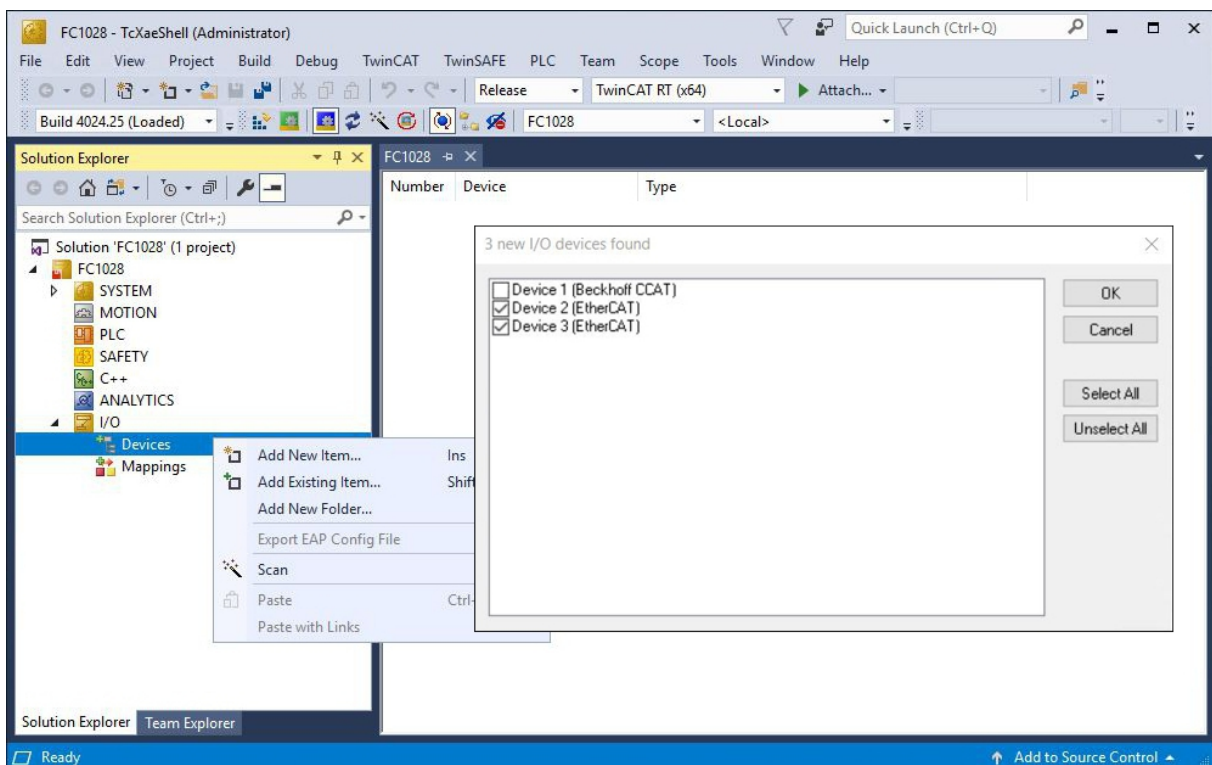 FC1028 - TcXaeShell (Administrator)
Quick Launch (Ctrl+Q)
File Edit View Project Build Debug TwinCAT TwinSAFE PLC Team Scope Tools Window Help
Release TwinCAT RT (x64) Attach...
Build 4024.25 (Loaded) FC1028 <Local>
Solution Explorer
Search Solution Explorer (Ctrl+;)
Solution 'FC1028' (1 project)
FC1028
SYSTEM
MOTION
PLC
SAFETY
C++
ANALYTICS
I/O
Devices
Mappings
FC1028
Number Device Type
Add New Item... Ins
Add Existing Item... Shift
Add New Folder...
Export EAP Config File
Scan
Paste Ctrl-
Paste with Links
3 new I/O devices found
Device 1 (Beckhoff CCAT)
Device 2 (EtherCAT)
Device 3 (EtherCAT)
OK
Cancel
Select All
Unselect All
Solution Explorer Team Explorer
Ready Add to Source Control